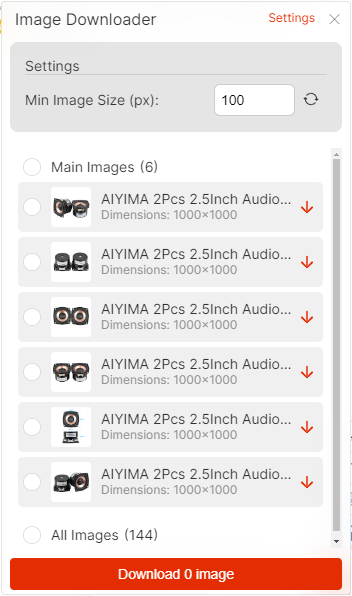 Image Downloader
Settings
Settings
Min Image Size (px):
100
Main Images (6)
AIYIMA 2Pcs 2.5Inch Audio...
Dimensions: 1000×1000
AIYIMA 2Pcs 2.5Inch Audio...
Dimensions: 1000×1000
AIYIMA 2Pcs 2.5Inch Audio...
Dimensions: 1000×1000
AIYIMA 2Pcs 2.5Inch Audio...
Dimensions: 1000×1000
AIYIMA 2Pcs 2.5Inch Audio...
Dimensions: 1000×1000
AIYIMA 2Pcs 2.5Inch Audio...
Dimensions: 1000×1000
All Images (144)
Download 0 image